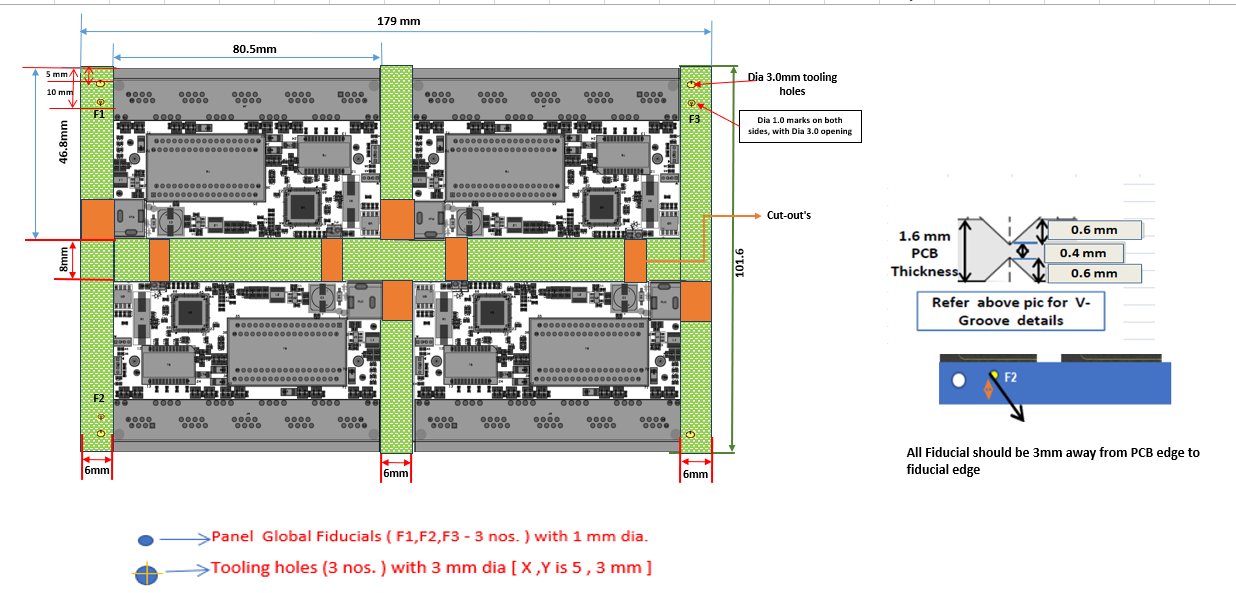 179 mm
80.5mm
5 mm
10 mm
F1
46.8mm
8mm
F2
6mm
6mm
6mm
Dia 3.0mm tooling
holes
F3
Dia 1.0 marks on both
sides, with Dia 3.0 opening
Cut-out's
101.6
1.6 mm
PCB
Thickness
0.6 mm
0.4 mm
0.6 mm
Refer above pic for V-
Groove details
F2
All Fiducial should be 3mm away from PCB edge to
fiducial edge
Panel Global Fiducials ( F1,F2,F3 - 3 nos. ) with 1 mm dia.
Tooling holes (3 nos. ) with 3 mm dia [ X ,Y is 5 , 3 mm ]